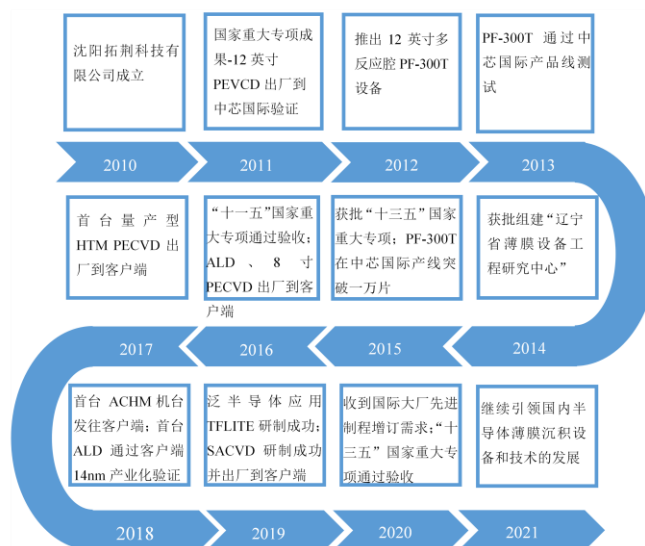 沈阳拓荆科技有
限公司成立
国家重大专项成
果-12 英寸
PEVCD 出厂到
中芯国际验证
推出 12 英寸多
反应腔 PF-300T
设备
PF-300T 通过中
芯国际产品线测
试
2010
2011
2012
2013
首台量产型
HTM PECVD 出
厂到客户端
“十一五”国家重
大专项通过验收;
ALD、8 寸
PECVD 出厂到客
户端
获批“十三五”国家
重大专项; PF-300T
在中芯国际产线突
破一万片
获批组建“辽宁
省薄膜设备工
程研究中心”
2017
2016
2015
2014
首台 ACHM 机台
发往客户端; 首台
ALD 通过客户端
14nm 产业化验证
泛半导体应用
TFLITE 研制成功;
SACVD 研制成功
并出厂到客户端
收到国际大厂先进
制程增订需求;“十
三五”国家重大专
项通过验收
继续引领国内半
导体薄膜沉积设
备和技术的发展
2018
2019
2020
2021